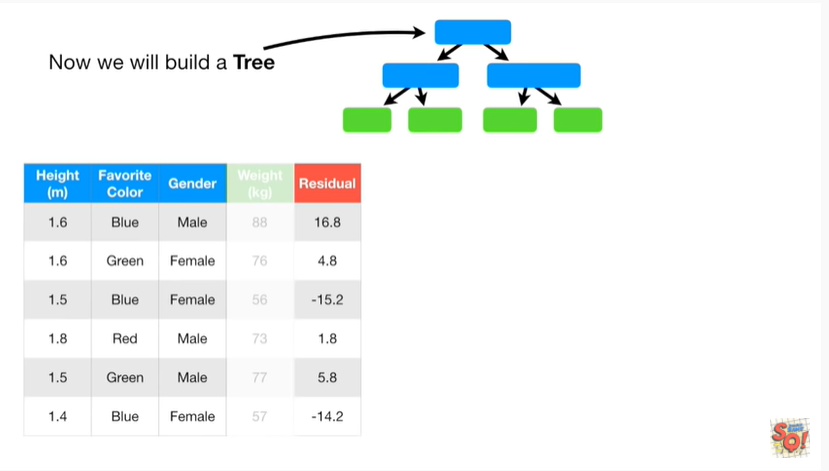 Now we will build a Tree
Height (m) Favorite Color Gender Weight (kg) Residual
1.6 Blue Male 88 16.8
1.6 Green Female 76 4.8
1.5 Blue Female 56 -15.2
1.8 Red Male 73 1.8
1.5 Green Male 77 5.8
1.4 Blue Female 57 -14.2